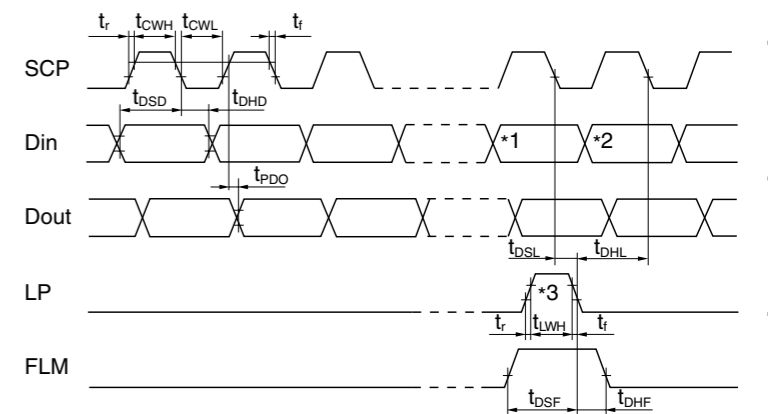 tr tCWH tCWL tf
SCP
tDSD tDHD
Din *1 *2
tPDO
Dout
tDSL tDHL
LP *3
tr tLWH tf
FLM
tDSF tDHF